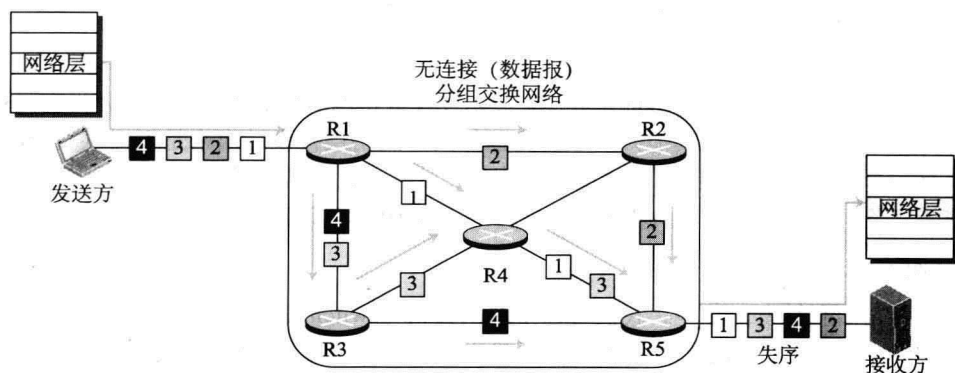 网络层
无连接（数据报）
分组交换网络
R1
R2
4 3 2 1
2
发送方
1
4
网络层
2
3
R4
1
3
3
4
R3
R5
1 3 4 2
失序
接收方